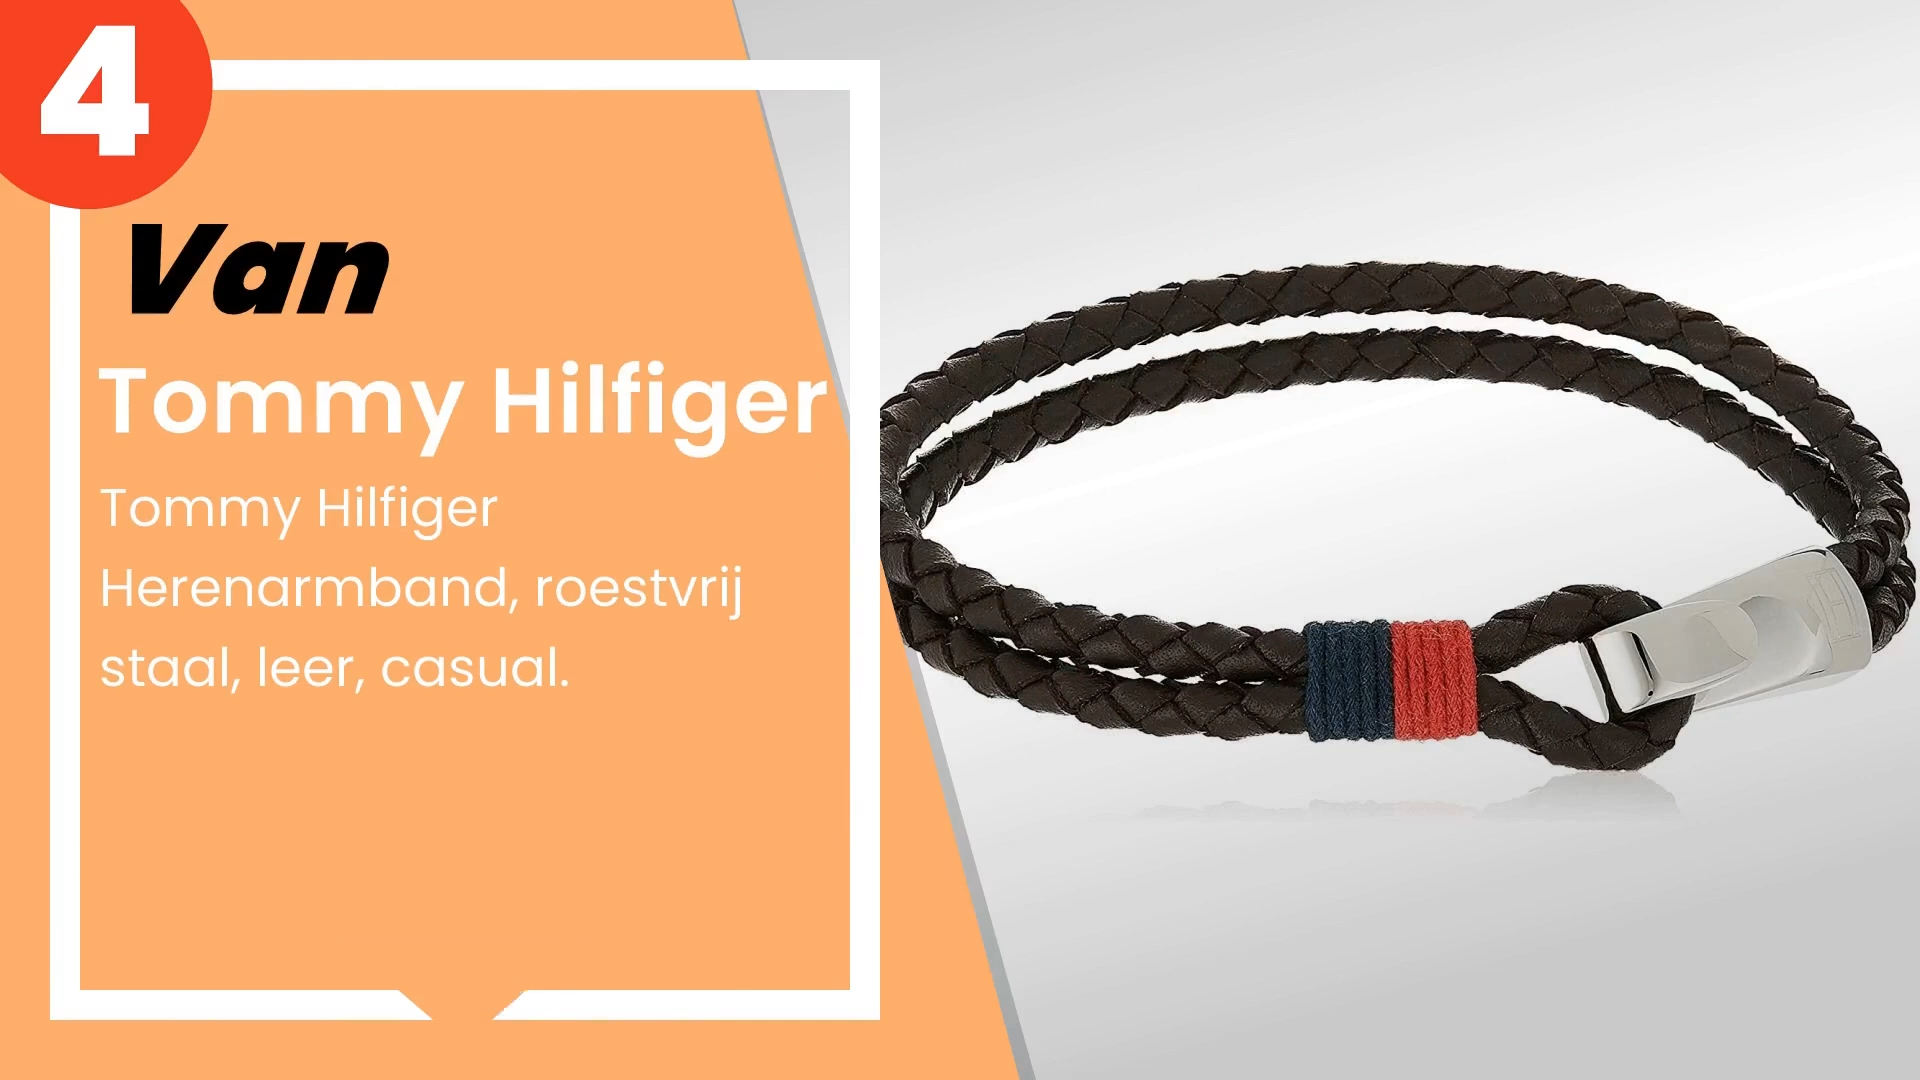 4
Van
Tommy Hilfiger
Tommy Hilfiger
Herenarmband, roestvrij
staal, leer, casual.